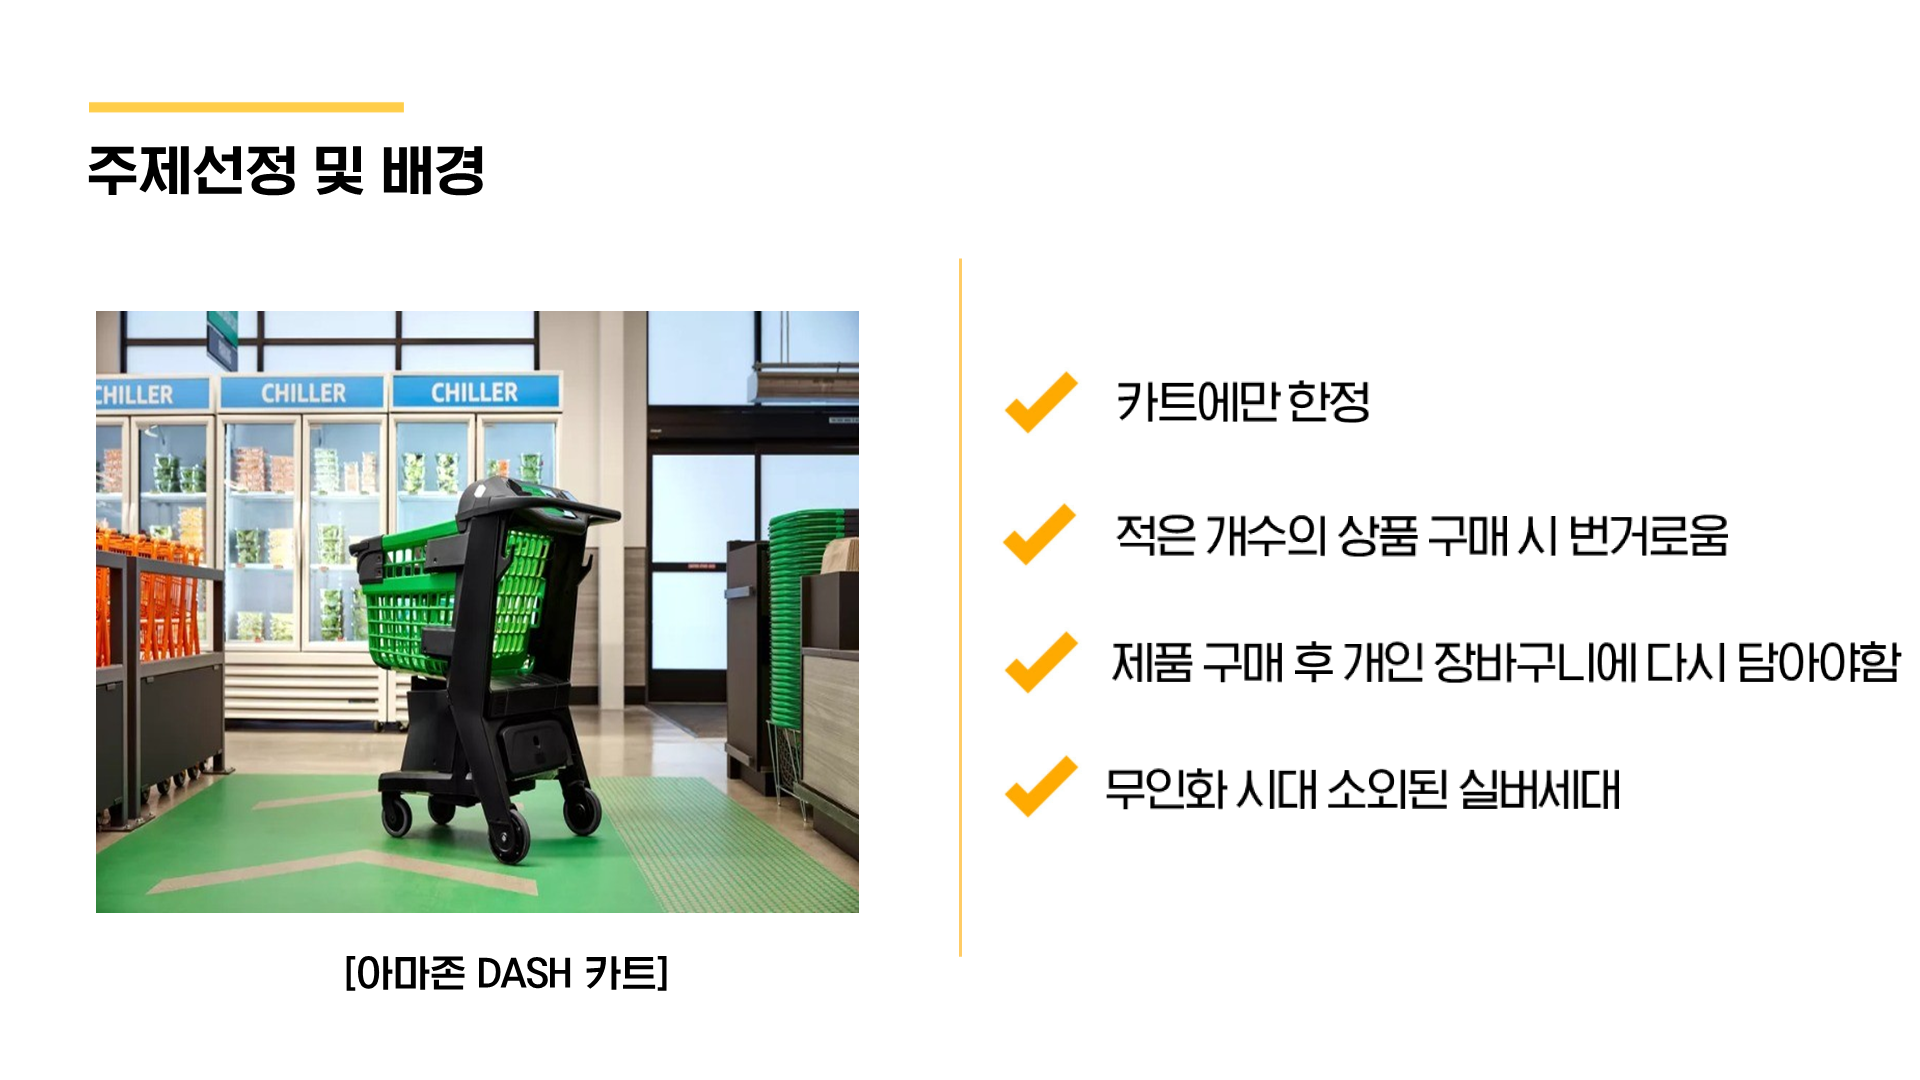 주제선정 및 배경
CHILLER
CHILLER
CHILLER
[아마존 DASH 카트]
카트에만 한정
적은 개수의 상품 구매 시 번거로움
제품 구매 후 개인 장바구니에 다시 담아야함
무인화 시대 소외된 실버세대